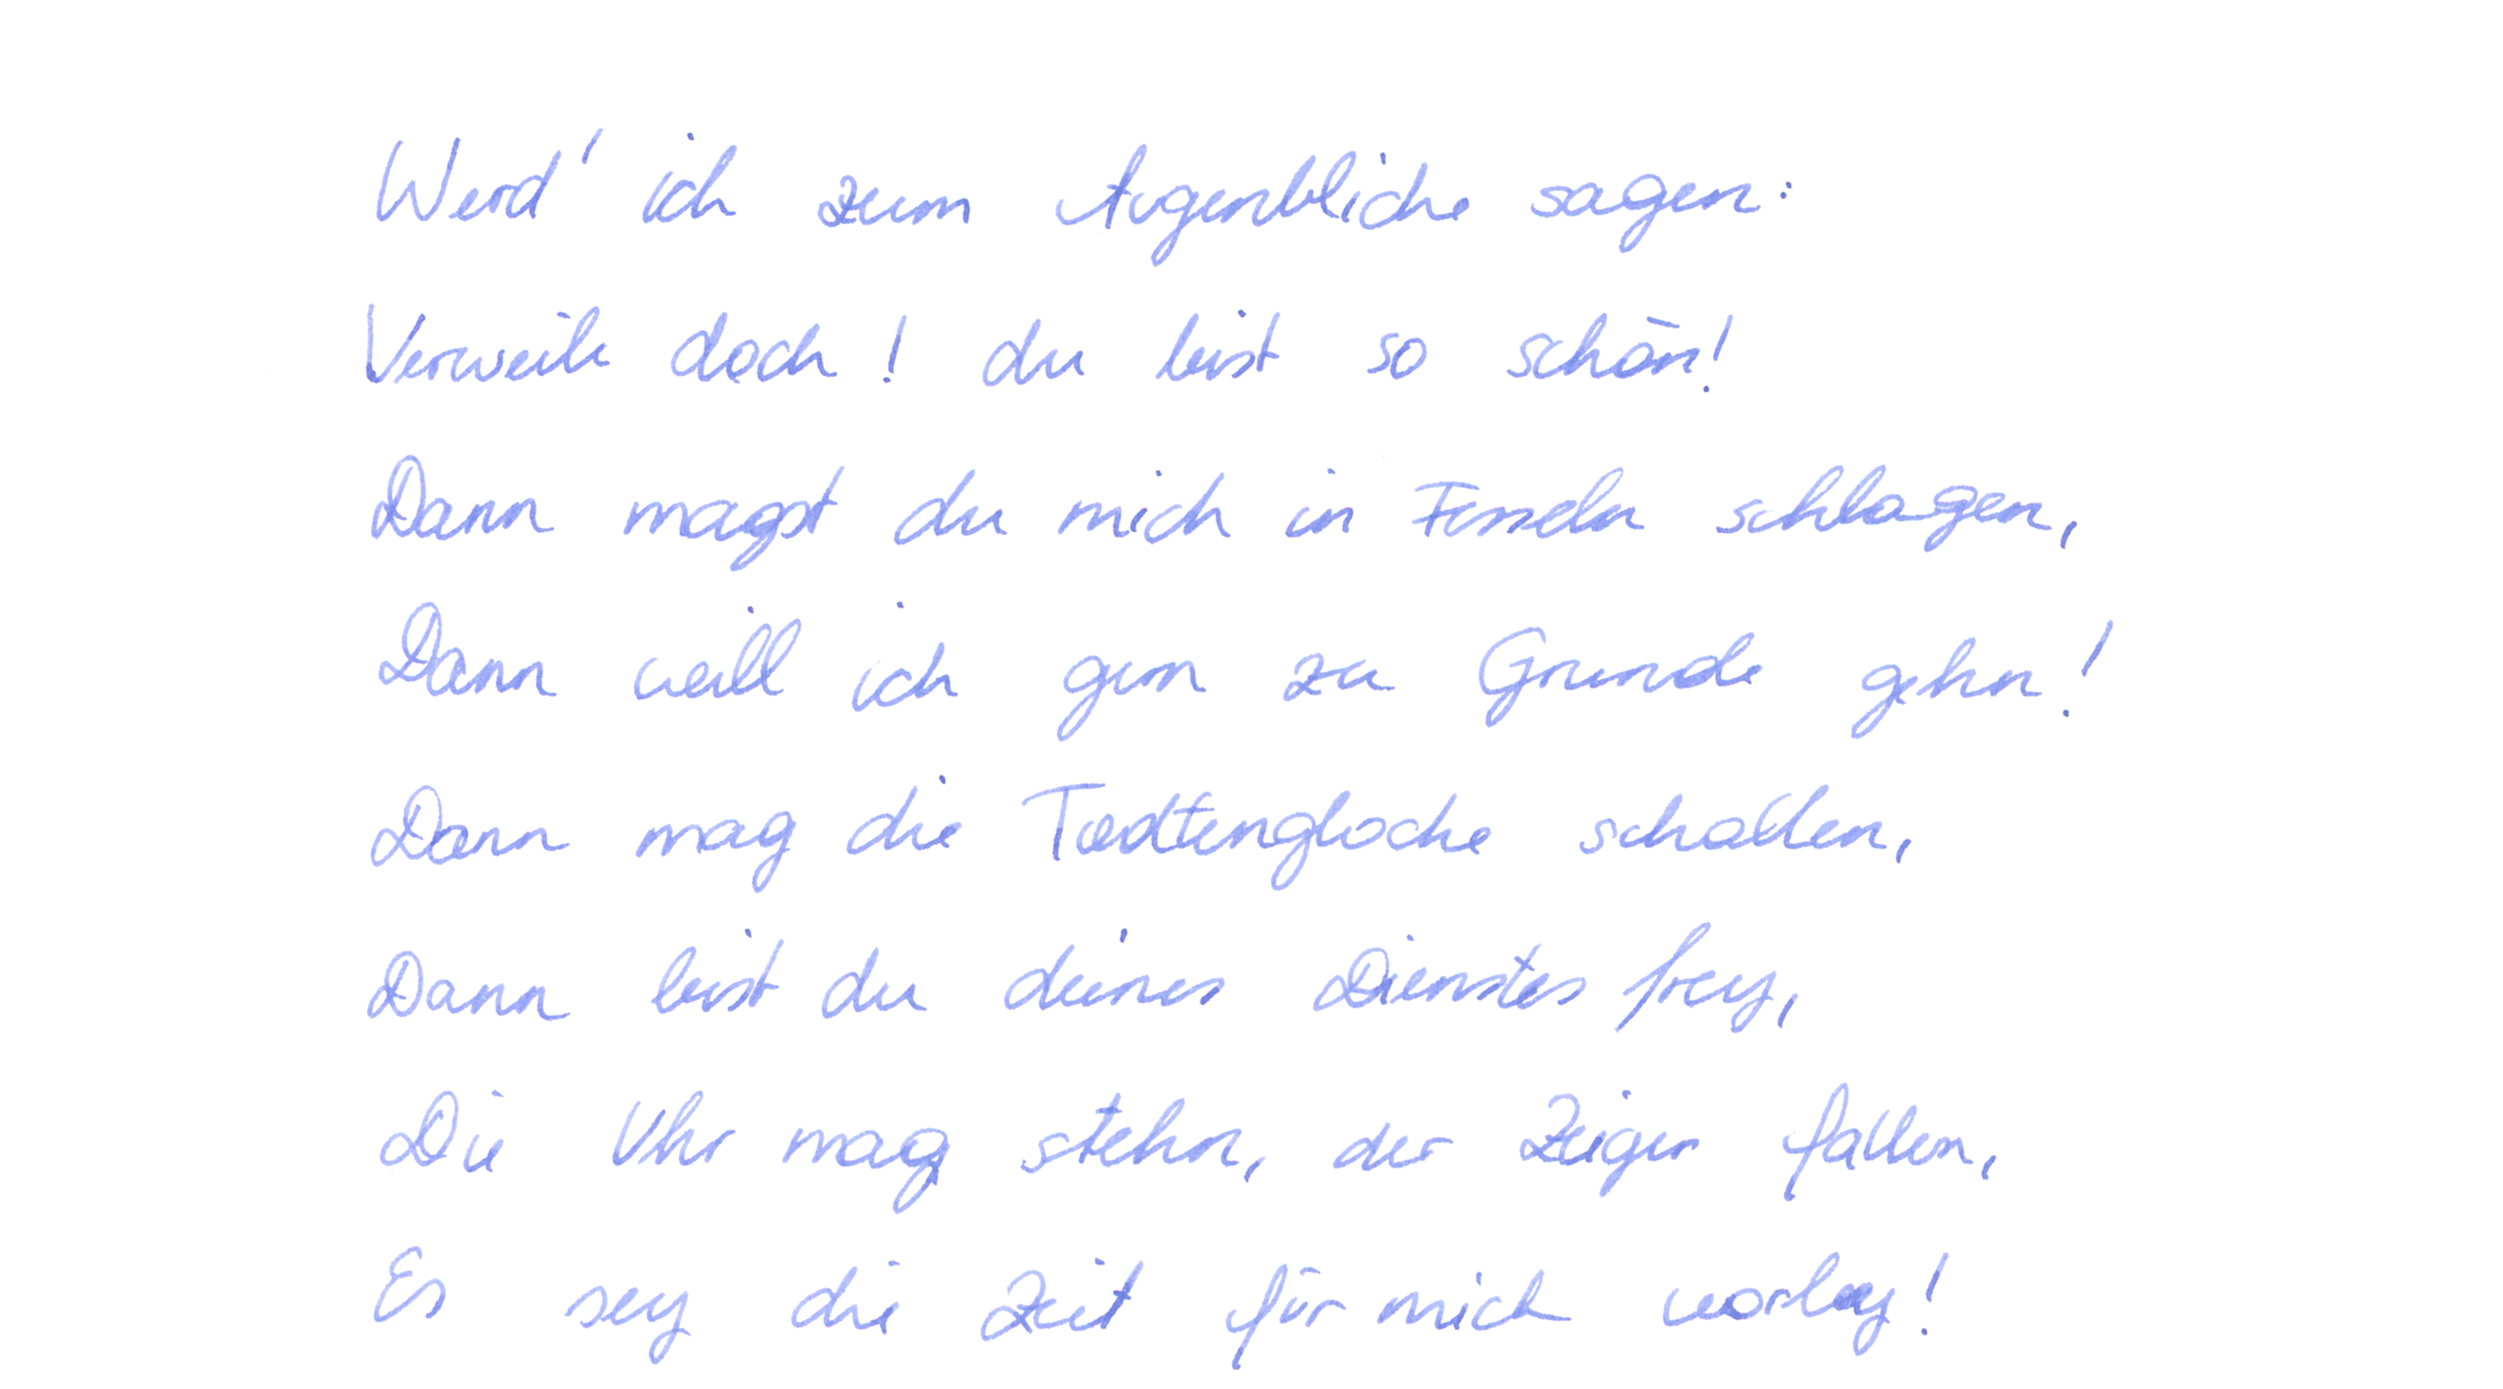 Werd' ich zum Augenblicke sagen:
Verweile doch! du bist so schön!
Dann magst du mich in Fesseln schlagen,
Dann will ich gern zu Grunde gehn!
Dann mag die Todtenglocke schallen,
Dann bist du deines Dienstes frey,
Die Uhr mag stehn, der Zeiger fallen,
Es sey die Zeit für mich vorbey!